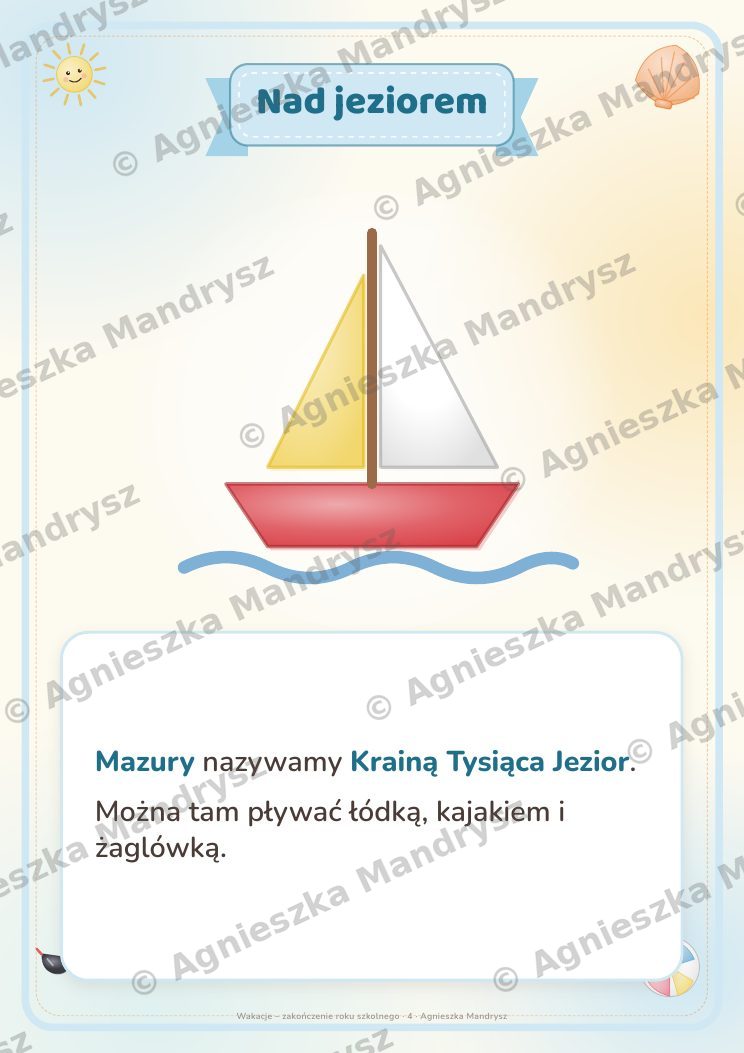 Nad jeziorem
Mazury nazywamy Krainą Tysiąca Jezior.
Można tam pływać łódką, kajakiem i
żaglówką.
Wakacje – zakończenie roku szkolnego · 4 · Agnieszka Mandrysz
© Agnieszka Mandrysz